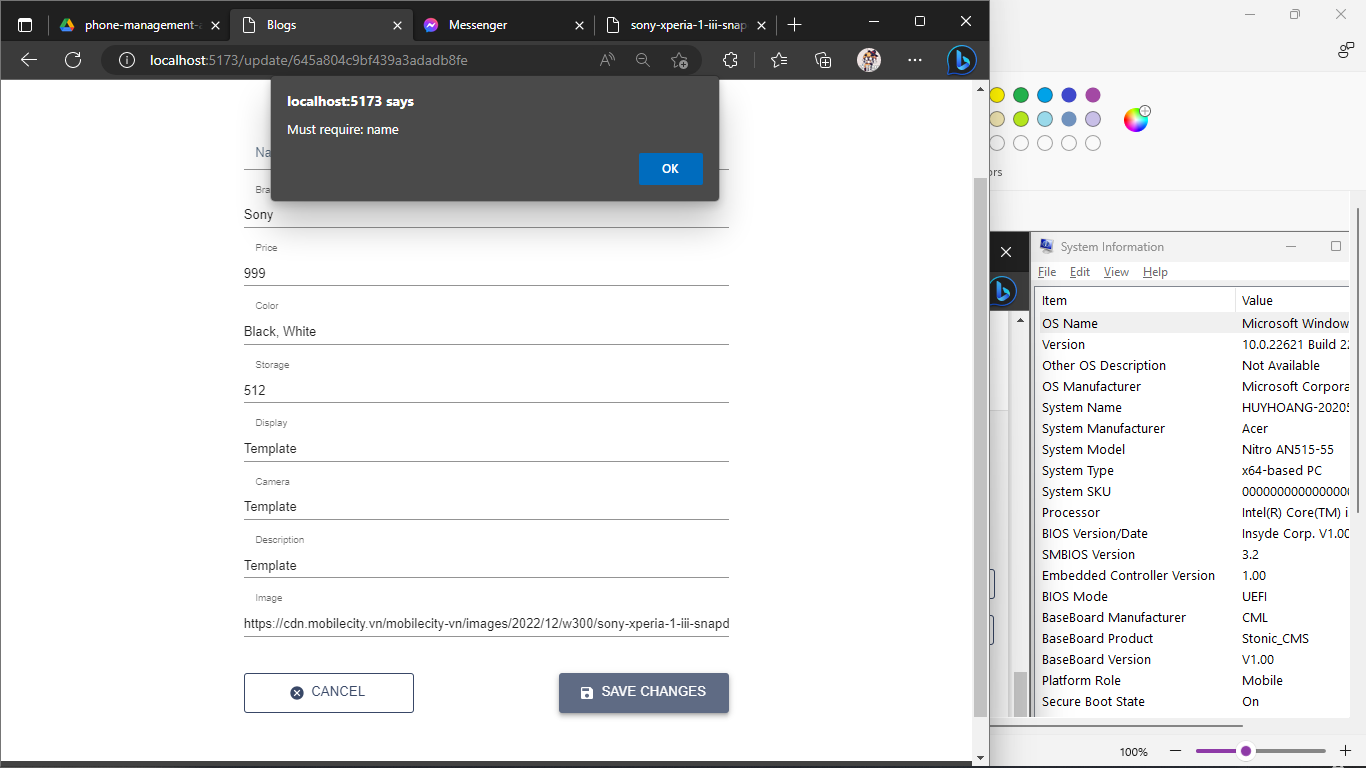 phone-management-a
Blogs
Messenger
sony-xperia-1-iii-snap
localhost:5173/update/645a804c9bf439a3adadb8fe
localhost:5173 says
Must require: name
OK
Na
Bra
Sony
Price
999
Color
Black, White
Storage
512
Display
Template
Camera
Template
Description
Template
Image
https://cdn.mobilecity.vn/mobilecity-vn/images/2022/12/w300/sony-xperia-1-iii-snapd
CANCEL
SAVE CHANGES
ors
System Information
File Edit View Help
Item Value
OS Name Microsoft Window
Version 10.0.22621 Build 22
Other OS Description Not Available
OS Manufacturer Microsoft Corpora
System Name HUYHOANG-2020
System Manufacturer Acer
System Model Nitro AN515-55
System Type x64-based PC
System SKU 000000000000000
Processor Intel(R) Core(TM) i
BIOS Version/Date Insyde Corp. V1.00
SMBIOS Version 3.2
Embedded Controller Version 1.00
BIOS Mode UEFI
BaseBoard Manufacturer CML
BaseBoard Product Stonic_CMS
BaseBoard Version V1.00
Platform Role Mobile
Secure Boot State On
100%